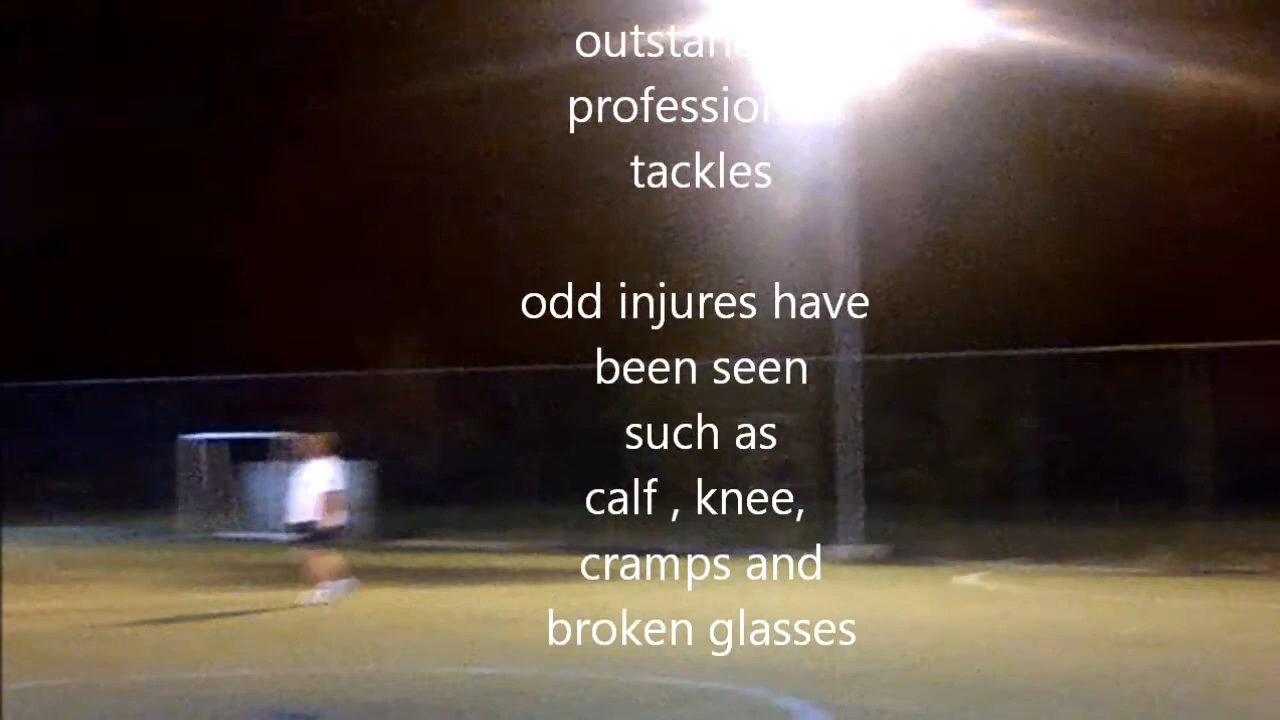 tackles
odd injures have
been seen
such as
calf , knee,
cramps and
broken glasses